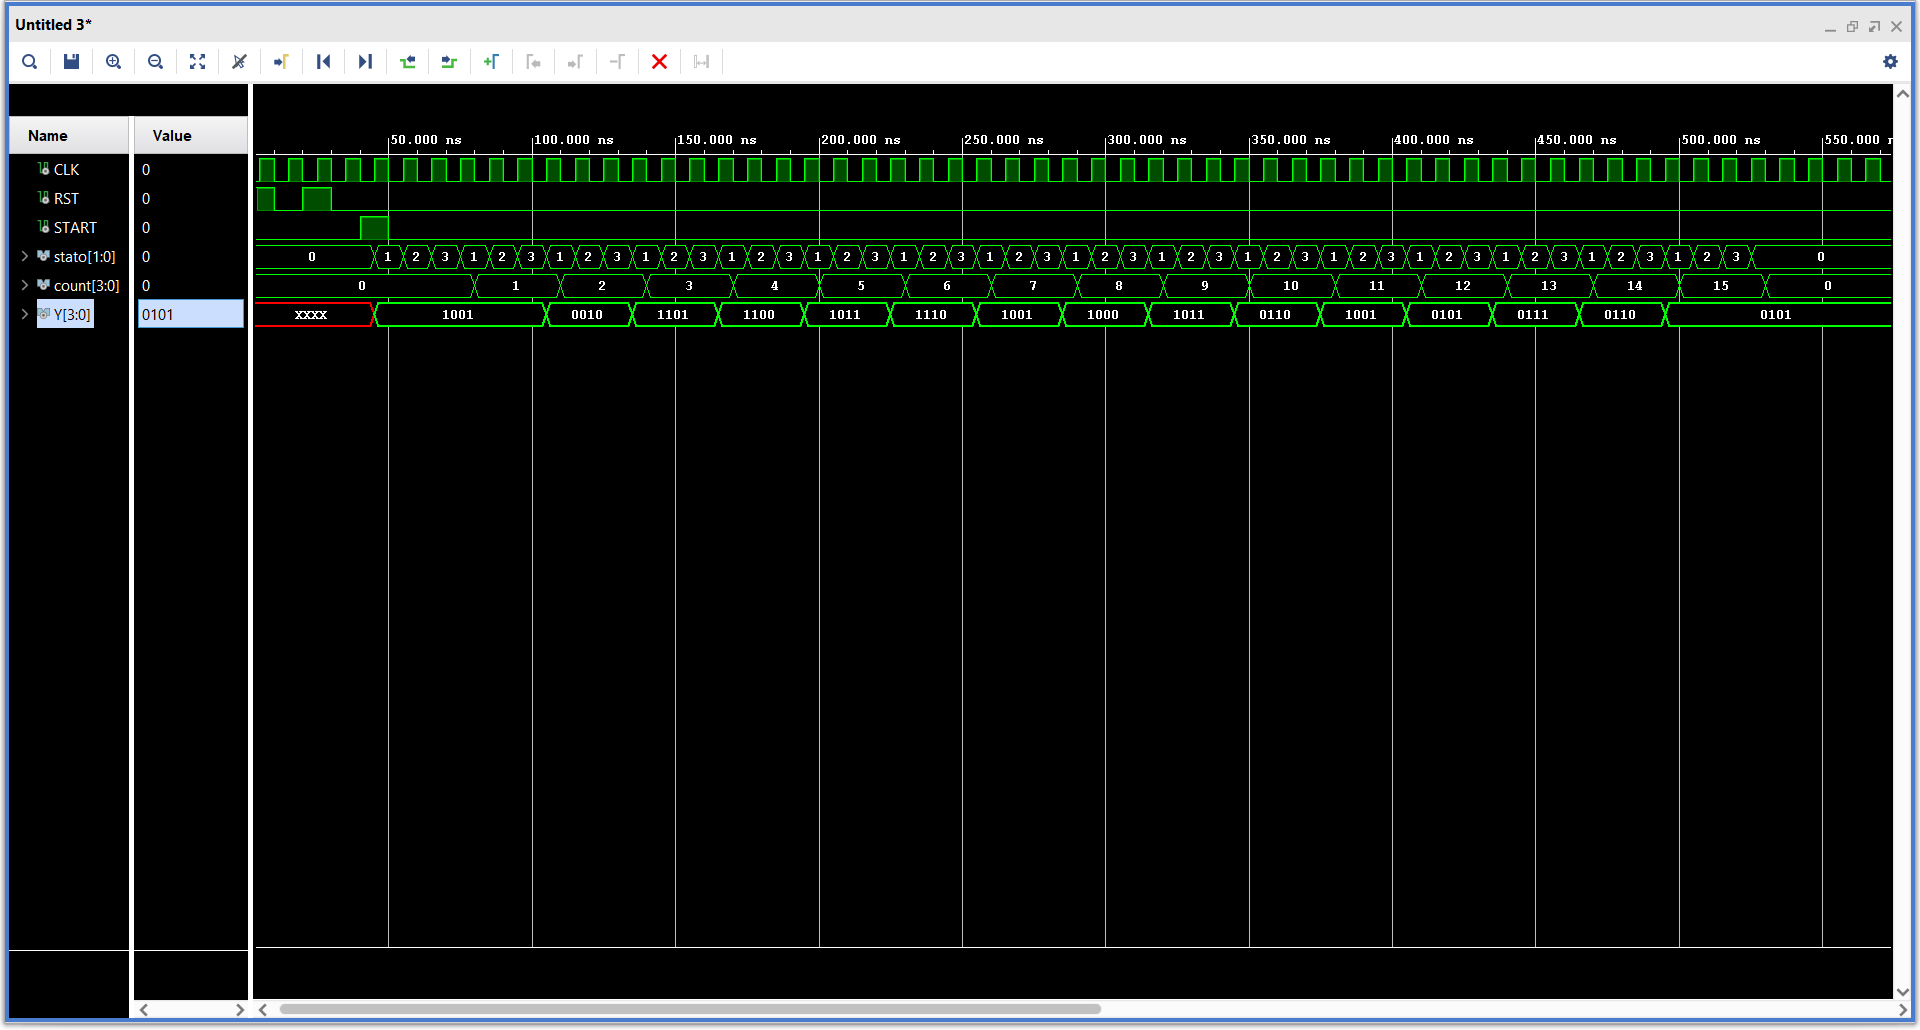 Untitled 3*
Name Value
50.000 ns 100.000 ns 150.000 ns 200.000 ns 250.000 ns 300.000 ns 350.000 ns 400.000 ns 450.000 ns 500.000 ns 550.000 n
CLK 0
RST 0
START 0
stato[1:0] 0 0 1 2 3 1 2 3 1 2 3 1 2 3 1 2 3 1 2 3 1 2 3 1 2 3 1 2 3 1 2 3 1 2 3 1 2 3 1 2 3 1 2 3 1 2 3 1 2 3 0
count[3:0] 0 0 1 2 3 4 5 6 7 8 9 10 11 12 13 14 15 0
Y[3:0] 0101 XXXX 1001 0010 1101 1100 1011 1110 1001 1000 1011 0110 1001 0101 0111 0110 0101